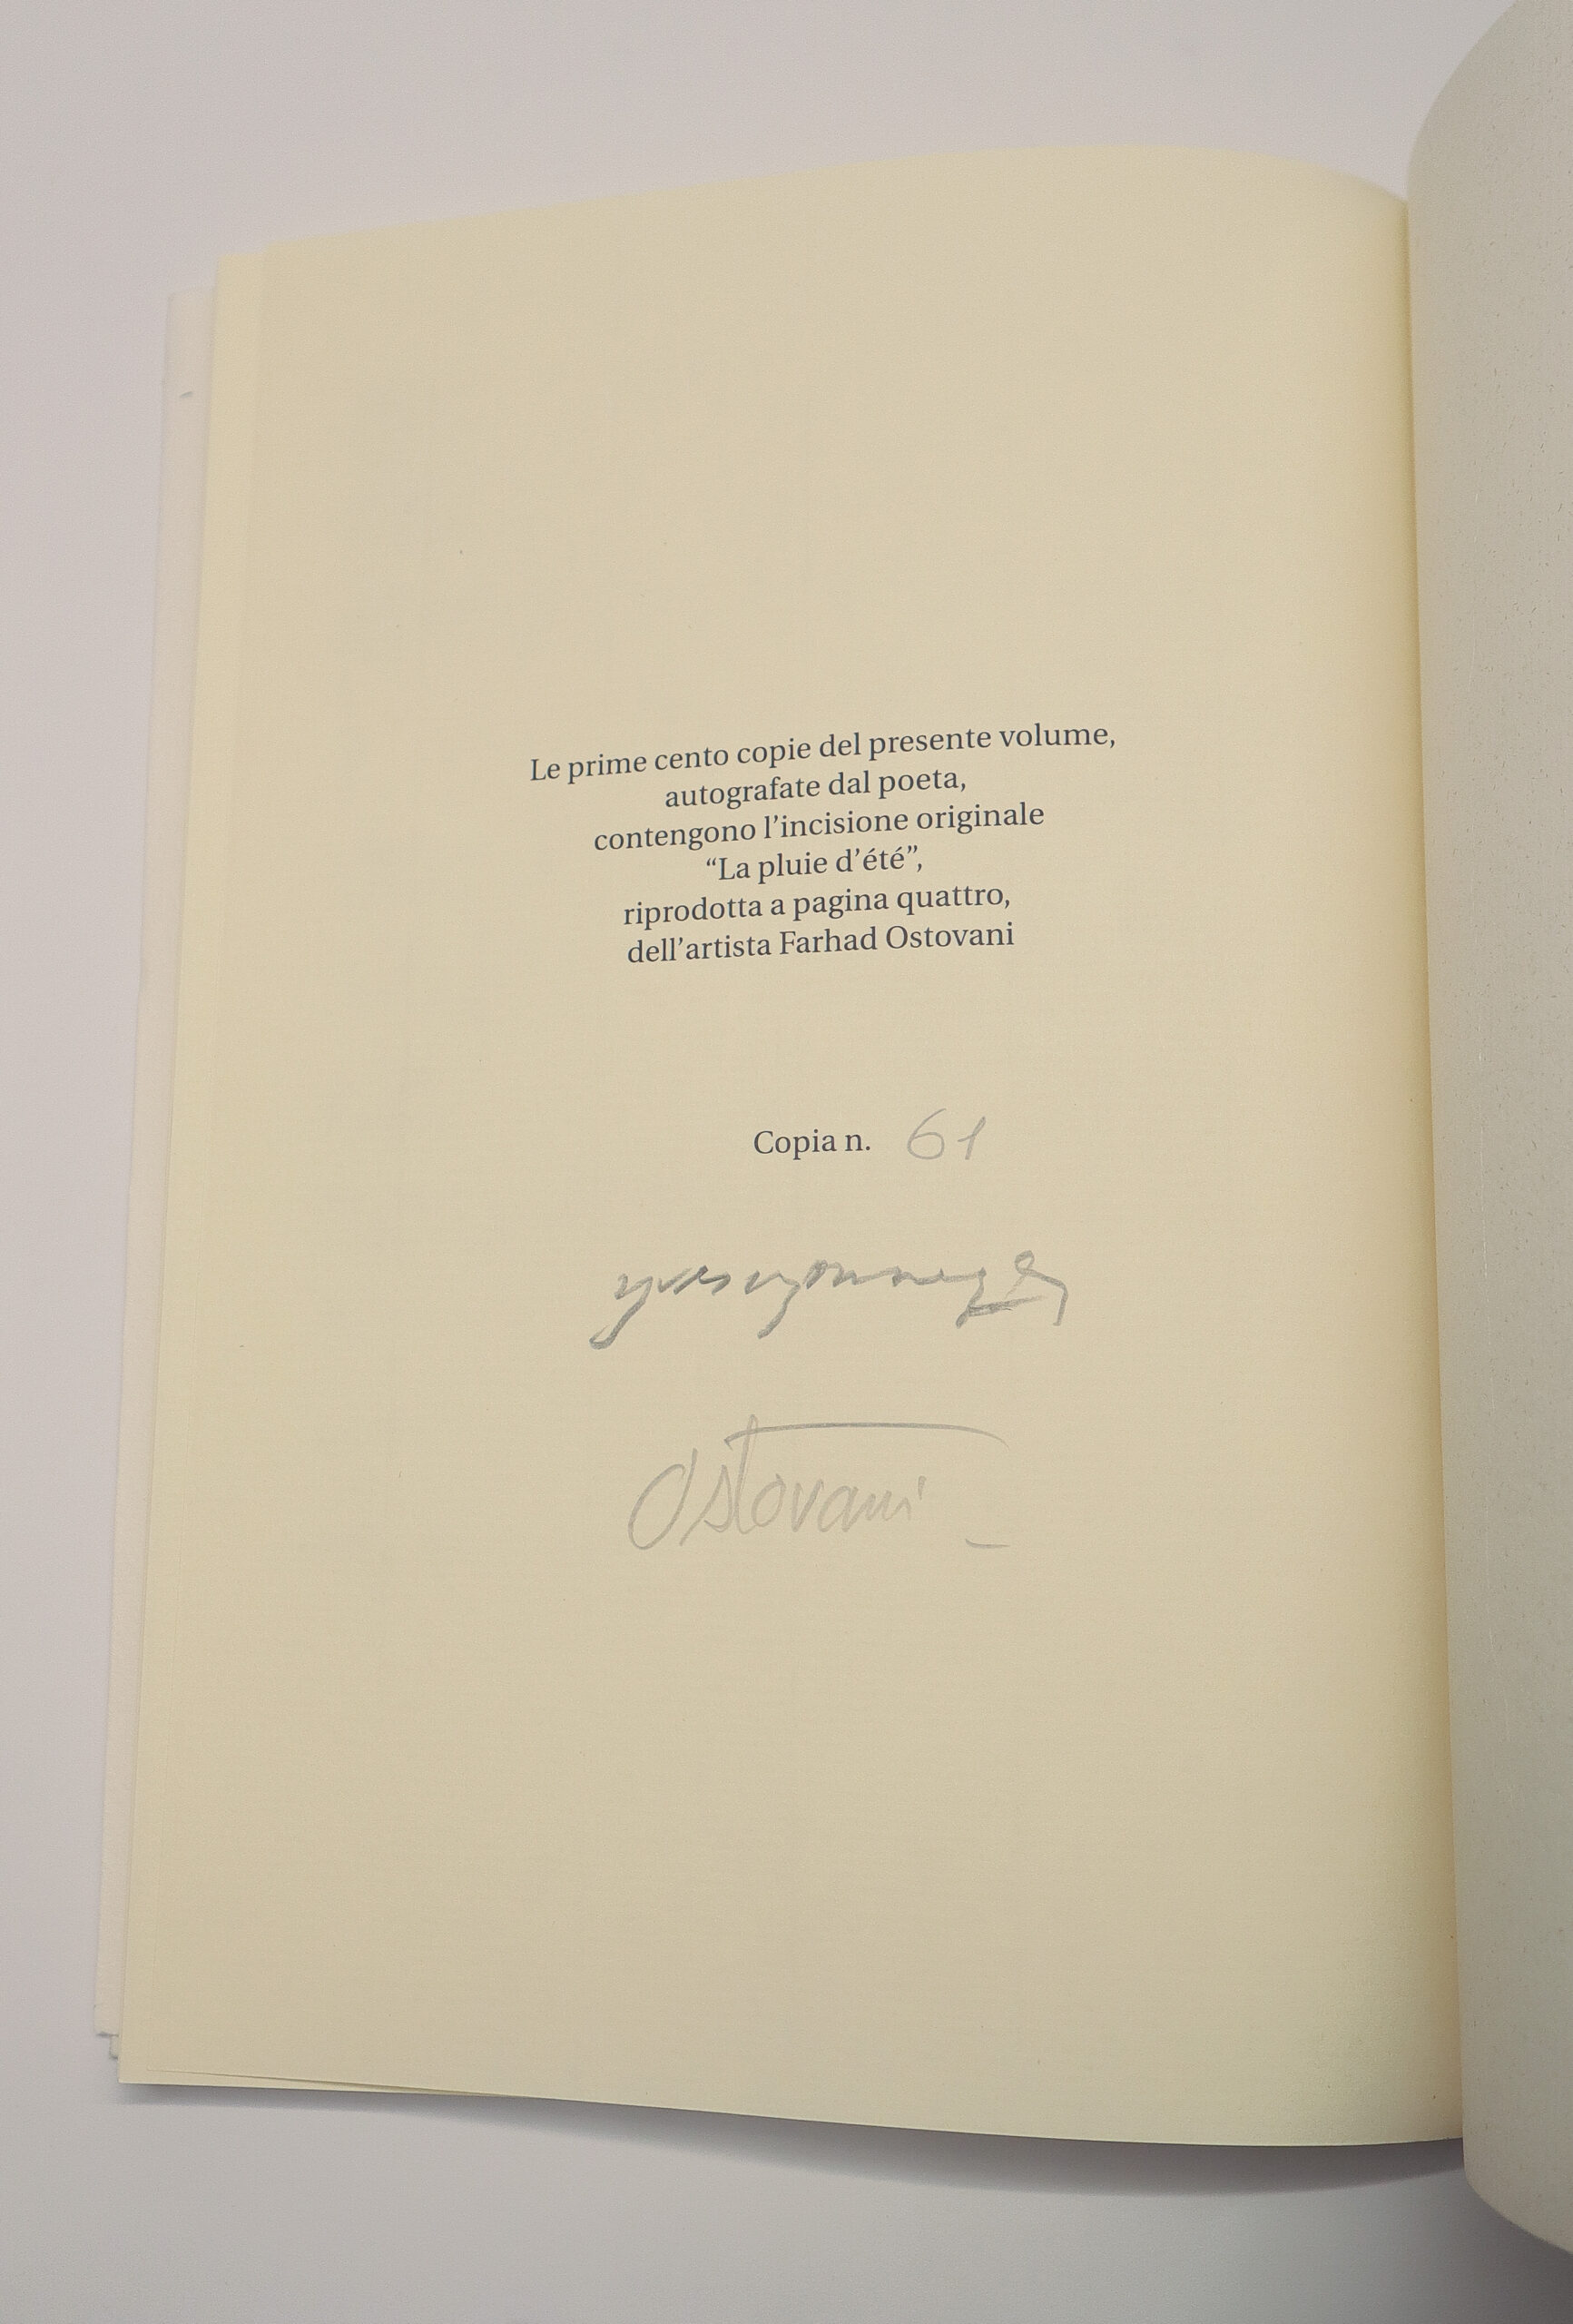 Le prime cento copie del presente volume,
autografate dal poeta,
contengono l’incisione originale
“La pluie d’été”,
riprodotta a pagina quattro,
dell’artista Farhad Ostovani
Copia n. 61
Ostovani